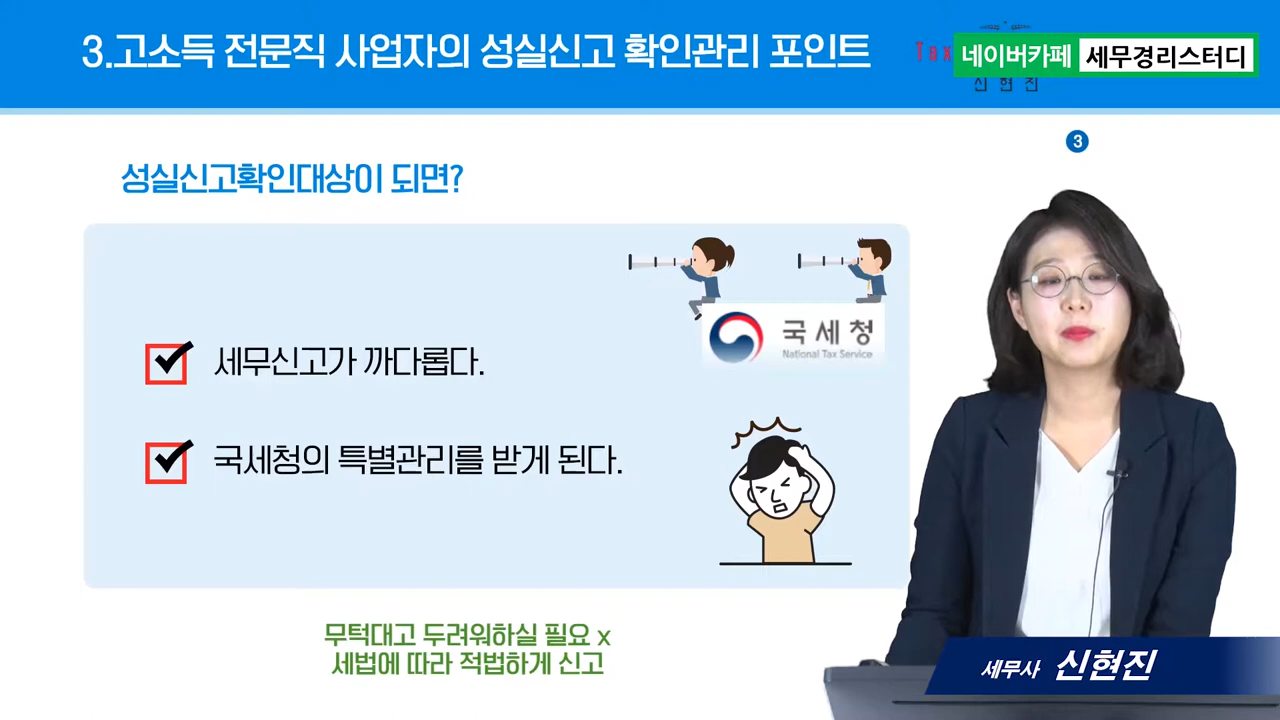 3.고소득 전문직 사업자의 성실신고 확인관리 포인트
Tax
네이버카페 세무경리스터디
신현진
3
성실신고확인대상이 되면?
국세청
National Tax Service
세무신고가 까다롭다.
국세청의 특별관리를 받게 된다.
무턱대고 두려워하실 필요 x
세법에 따라 적법하게 신고
세무사 신현진